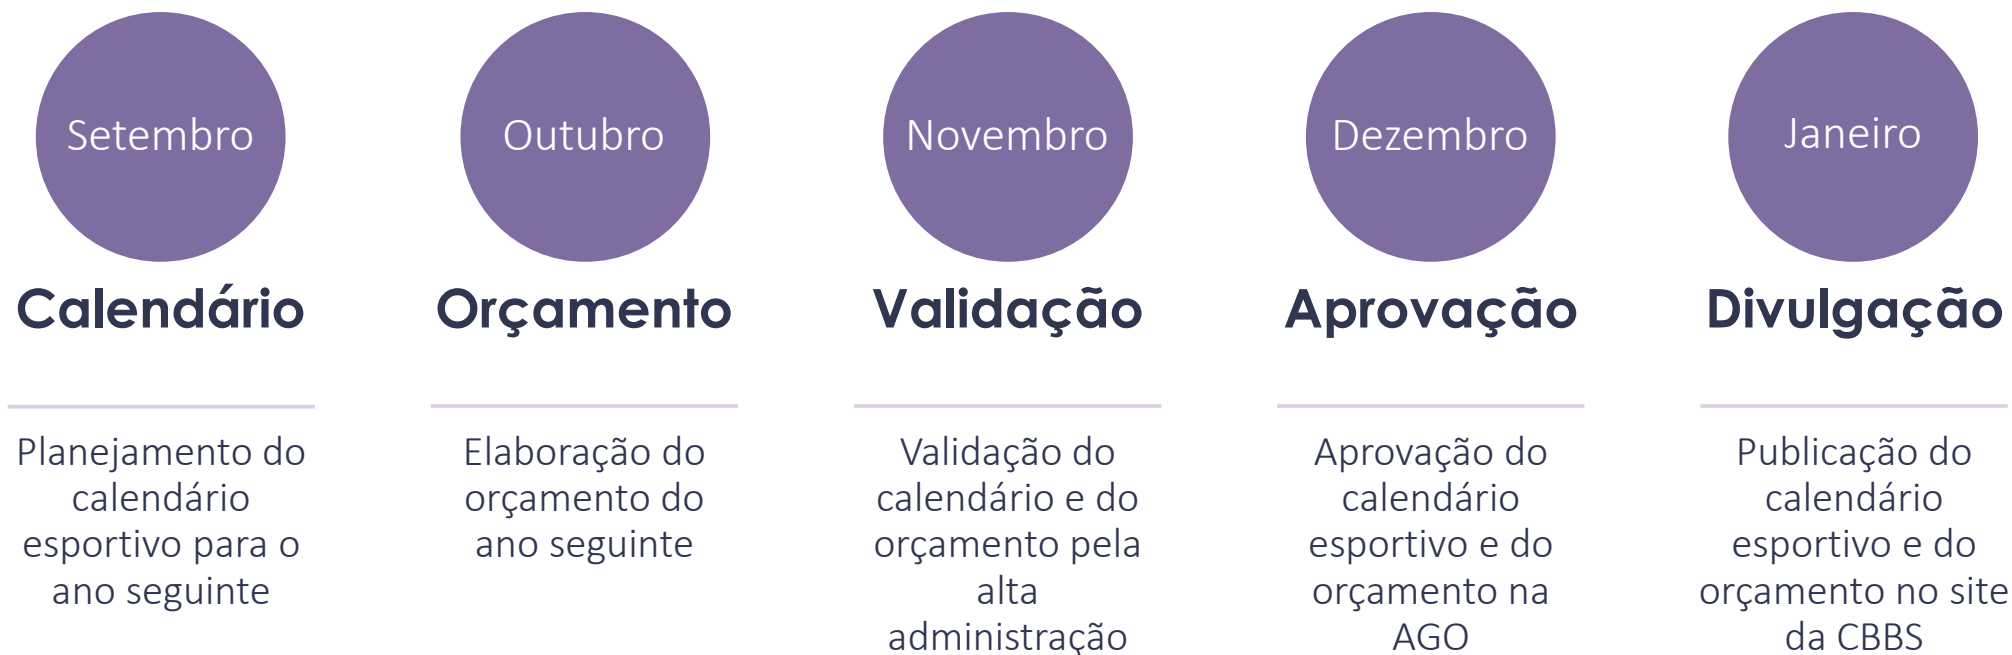 Setembro
Calendário
Planejamento do
calendário
esportivo para o
ano seguinte
Outubro
Orçamento
Elaboração do
orçamento do
ano seguinte
Novembro
Validação
Validação do
calendário e do
orçamento pela
alta
administração
Dezembro
Aprovação
Aprovação do
calendário
esportivo e do
orçamento na
AGO
Janeiro
Divulgação
Publicação do
calendário
esportivo e do
orçamento no site
da CBBS